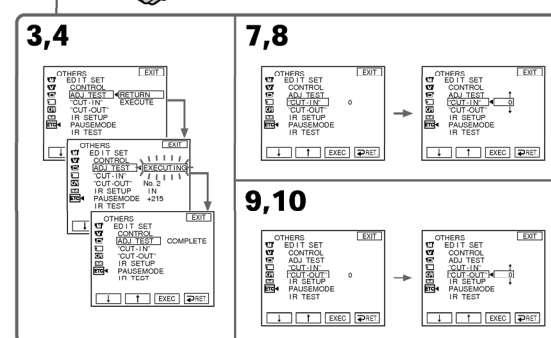 3,4
OTHERS EXIT
EDIT SET
CONTROL
ADJ TEST RETURN
"CUT-IN" EXECUTE
"CUT-OUT"
IR SETUP
ETC PAUSEMODE
IR TEST
↓
OTHERS EXIT
EDIT SET
CONTROL
ADJ TEST EXECUTING
"CUT-IN"
"CUT-OUT" No. 2
IR SETUP IN
ETC PAUSEMODE +215
IR TEST
↓
OTHERS EXIT
EDIT SET
CONTROL
ADJ TEST COMPLETE
"CUT-IN"
"CUT-OUT"
IR SETUP
ETC PAUSEMODE
IR TEST
↓ ↑ EXEC RET
7,8
OTHERS EXIT
EDIT SET
CONTROL
ADJ TEST
"CUT-IN" 0
"CUT-OUT"
IR SETUP
ETC PAUSEMODE
IR TEST
↓ ↑ EXEC RET
OTHERS EXIT
EDIT SET
CONTROL
ADJ TEST
"CUT-IN" 0
"CUT-OUT"
IR SETUP
ETC PAUSEMODE
IR TEST
↓ ↑ EXEC RET
9,10
OTHERS EXIT
EDIT SET
CONTROL
ADJ TEST
"CUT-IN"
"CUT-OUT" 0
IR SETUP
ETC PAUSEMODE
IR TEST
↓ ↑ EXEC RET
OTHERS EXIT
EDIT SET
CONTROL
ADJ TEST
"CUT-IN"
"CUT-OUT" 0
IR SETUP
ETC PAUSEMODE
IR TEST
↓ ↑ EXEC RET